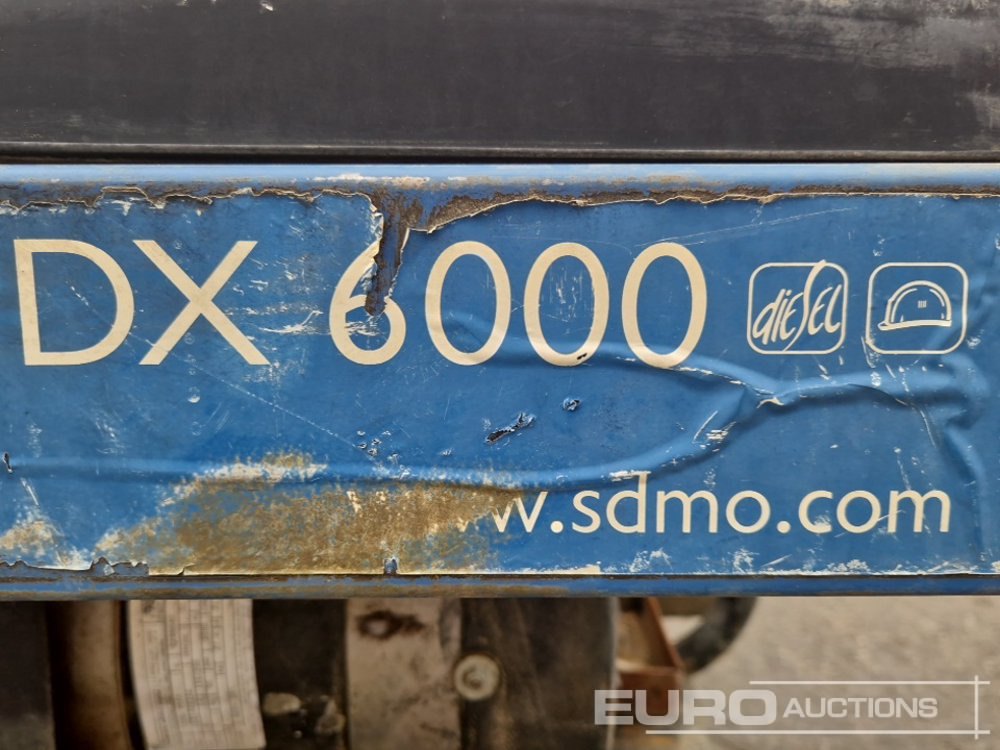 DX 6000 diesel
w.sdmo.com
EURO AUCTIONS